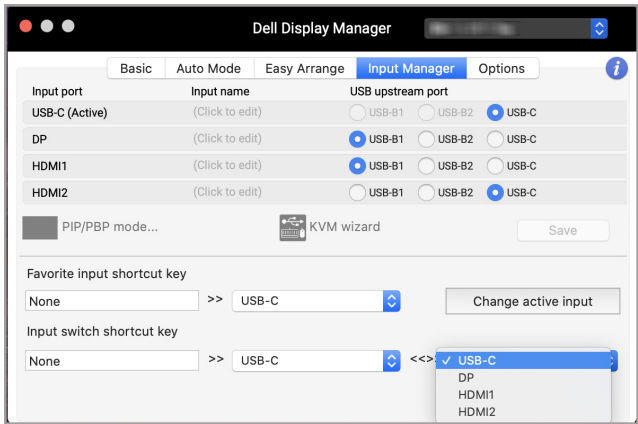 Dell Display Manager
Basic Auto Mode Easy Arrange Input Manager Options i
Input port Input name USB upstream port
USB-C (Active) (Click to edit) USB-B1 USB-B2 USB-C
DP (Click to edit) USB-B1 USB-B2 USB-C
HDMI1 (Click to edit) USB-B1 USB-B2 USB-C
HDMI2 (Click to edit) USB-B1 USB-B2 USB-C
PIP/PBP mode... KVM wizard Save
Favorite input shortcut key
None >> USB-C Change active input
Input switch shortcut key
None >> USB-C <<>> ✓ USB-C
DP
HDMI1
HDMI2